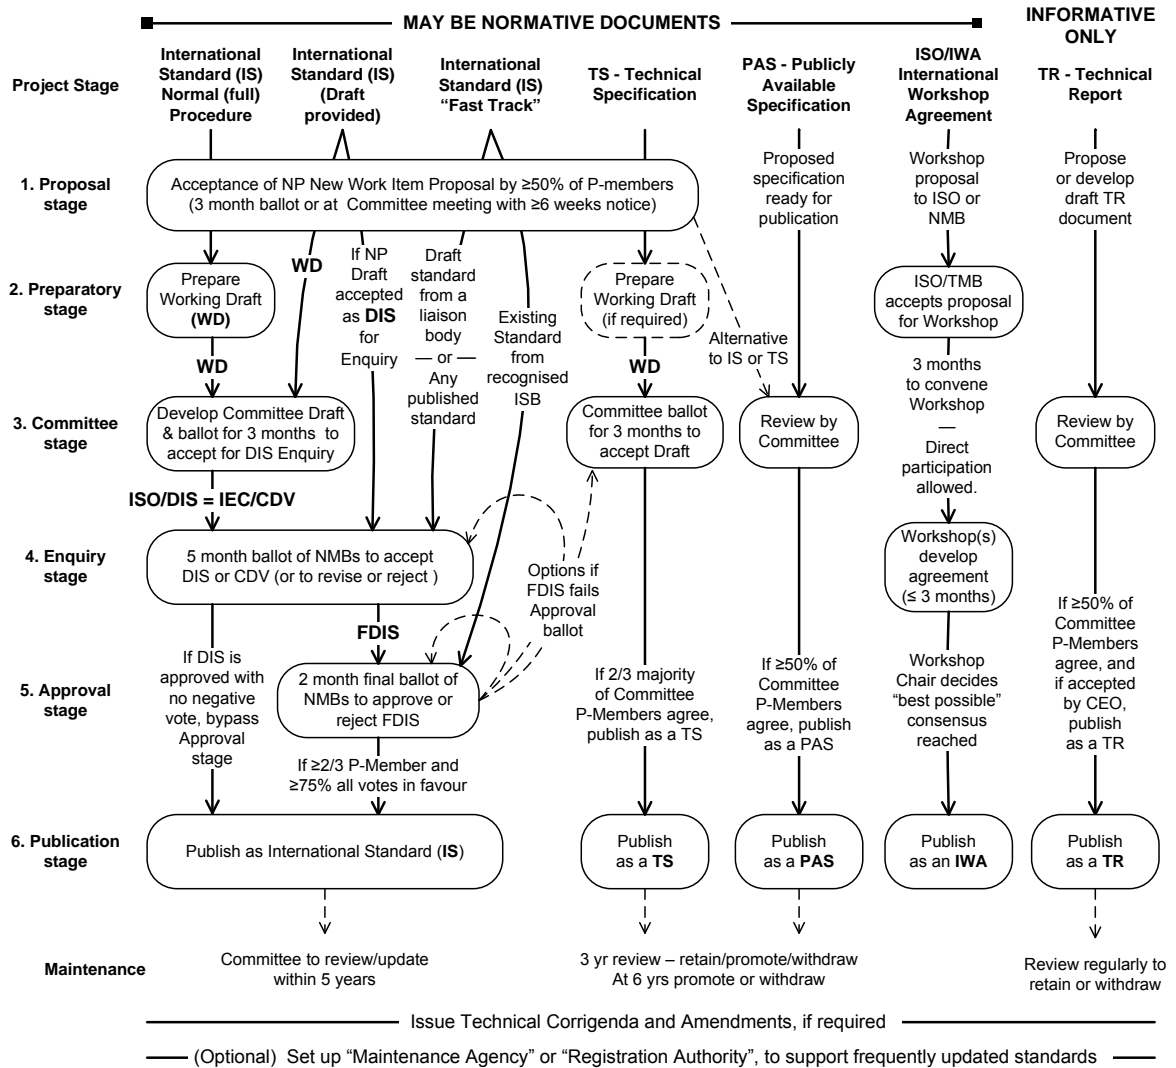 MAY BE NORMATIVE DOCUMENTS
INFORMATIVE
ONLY
Project Stage
International
Standard (IS)
Normal (full)
Procedure
International
Standard (IS)
(Draft
provided)
International
Standard (IS)
“Fast Track”
TS - Technical
Specification
PAS - Publicly
Available
Specification
ISO/IWA
International
Workshop
Agreement
TR - Technical
Report
1. Proposal
stage
Acceptance of NP New Work Item Proposal by ≥50% of P-members
(3 month ballot or at Committee meeting with ≥6 weeks notice)
Proposed
specification
ready for
publication
Workshop
proposal
to ISO or
NMB
Propose
or develop
draft TR
document
2. Preparatory
stage
Prepare
Working Draft
(WD)
WD
WD
If NP
Draft
accepted
as DIS
for
Enquiry
Draft
standard
from a
liaison
body
— or —
Any
published
standard
Existing
Standard
from
recognised
ISB
Prepare
Working Draft
(if required)
WD
Alternative
to IS or TS
ISO/TMB
accepts proposal
for Workshop
3 months
to convene
Workshop
—
Direct
participation
allowed.
3. Committee
stage
Develop Committee Draft
& ballot for 3 months to
accept for DIS Enquiry
Committee ballot
for 3 months to
accept Draft
Review by
Committee
Review by
Committee
ISO/DIS = IEC/CDV
4. Enquiry
stage
5 month ballot of NMBs to accept
DIS or CDV (or to revise or reject )
Options if
FDIS fails
Approval
ballot
Workshop(s)
develop
agreement
(≤ 3 months)
FDIS
5. Approval
stage
If DIS is
approved with
no negative
vote, bypass
Approval
stage
2 month final ballot of
NMBs to approve or
reject FDIS
If ≥2/3 P-Member and
≥75% all votes in favour
If 2/3 majority
of Committee
P-Members agree,
publish as a TS
If ≥50% of
Committee
P-Members
agree, publish
as a PAS
Workshop
Chair decides
“best possible”
consensus
reached
If ≥50% of
Committee
P-Members
agree, and
if accepted
by CEO,
publish
as a TR
6. Publication
stage
Publish as International Standard (IS)
Publish
as a TS
Publish
as a PAS
Publish
as an IWA
Publish
as a TR
Maintenance
Committee to review/update
within 5 years
3 yr review – retain/promote/withdraw
At 6 yrs promote or withdraw
Review regularly to
retain or withdraw
Issue Technical Corrigenda and Amendments, if required
(Optional) Set up “Maintenance Agency” or “Registration Authority”, to support frequently updated standards